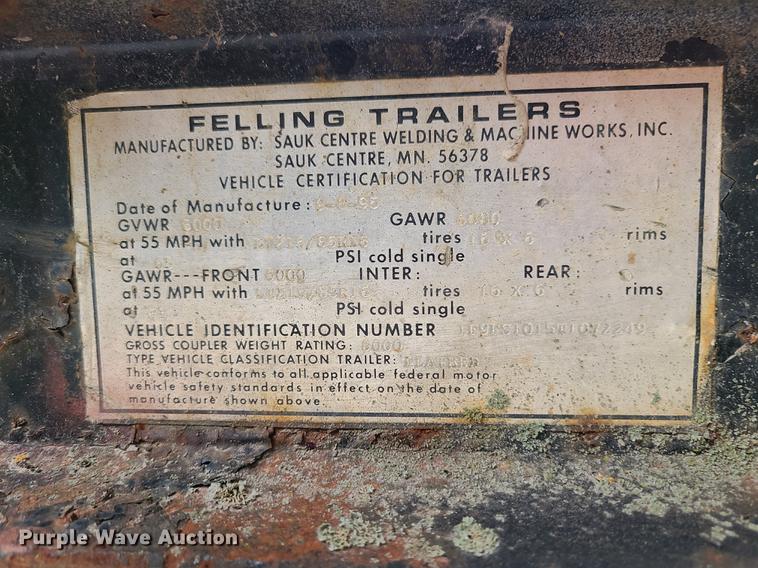 FELLING TRAILERS
MANUFACTURED BY: SAUK CENTRE WELDING & MACHINE WORKS, INC.
SAUK CENTRE, MN. 56378
VEHICLE CERTIFICATION FOR TRAILERS
Date of Manufacture:
GVWR GAWR
at 55 MPH with tires rims
at PSI cold single
GAWR---FRONT 6000 INTER: REAR:
at 55 MPH with tires 16 X 6 rims
at PSI cold single
VEHICLE IDENTIFICATION NUMBER
GROSS COUPLER WEIGHT RATING:
TYPE VEHICLE CLASSIFICATION TRAILER:
This vehicle conforms to all applicable federal motor
vehicle safety standards in effect on the date of
manufacture shown above.
Purple Wave Auction